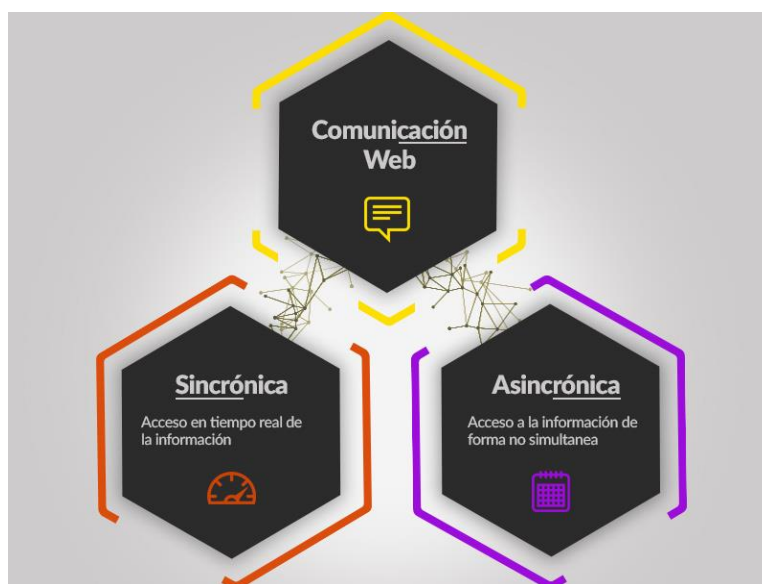 Comunicación
Web
Sincrónica
Acceso en tiempo real de
la información
Asincrónica
Acceso a la información de
forma no simultanea